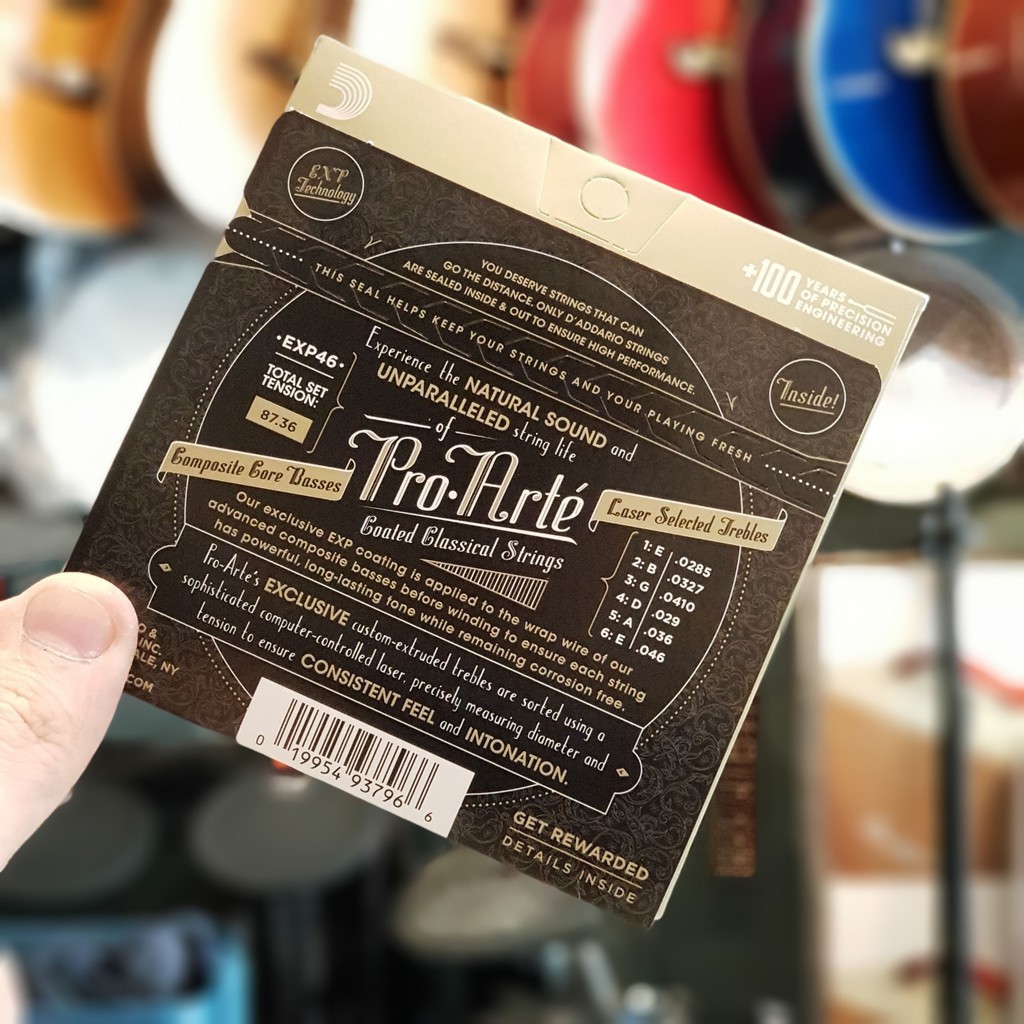 EXP
Technology
+100 YEARS
OF PRECISION
ENGINEERING
YOU DESERVE STRINGS THAT CAN
GO THE DISTANCE. ONLY D'ADDARIO STRINGS
ARE SEALED INSIDE & OUT TO ENSURE HIGH PERFORMANCE.
THIS SEAL HELPS KEEP YOUR STRINGS AND YOUR PLAYING FRESH
Inside!
•EXP46•
TOTAL SET
TENSION:
87.36
Experience the NATURAL SOUND and
UNPARALLELED string life
of
Pro•Arté
Coated Classical Strings
Composite Core Basses
Laser Selected Trebles
1: E .0285
2: B .0327
3: G .0410
4: D .029
5: A .036
6: E .046
Our exclusive EXP coating is applied to the wrap wire of our
advanced composite basses before winding to ensure each string
has powerful, long-lasting tone while remaining corrosion free.
Pro-Arte's EXCLUSIVE custom-extruded trebles are sorted using a
sophisticated computer-controlled laser, precisely measuring diameter and
tension to ensure CONSISTENT FEEL and INTONATION.
O &
INC.
ALE, NY
.COM
0 19954 93796 6
GET REWARDED
DETAILS INSIDE